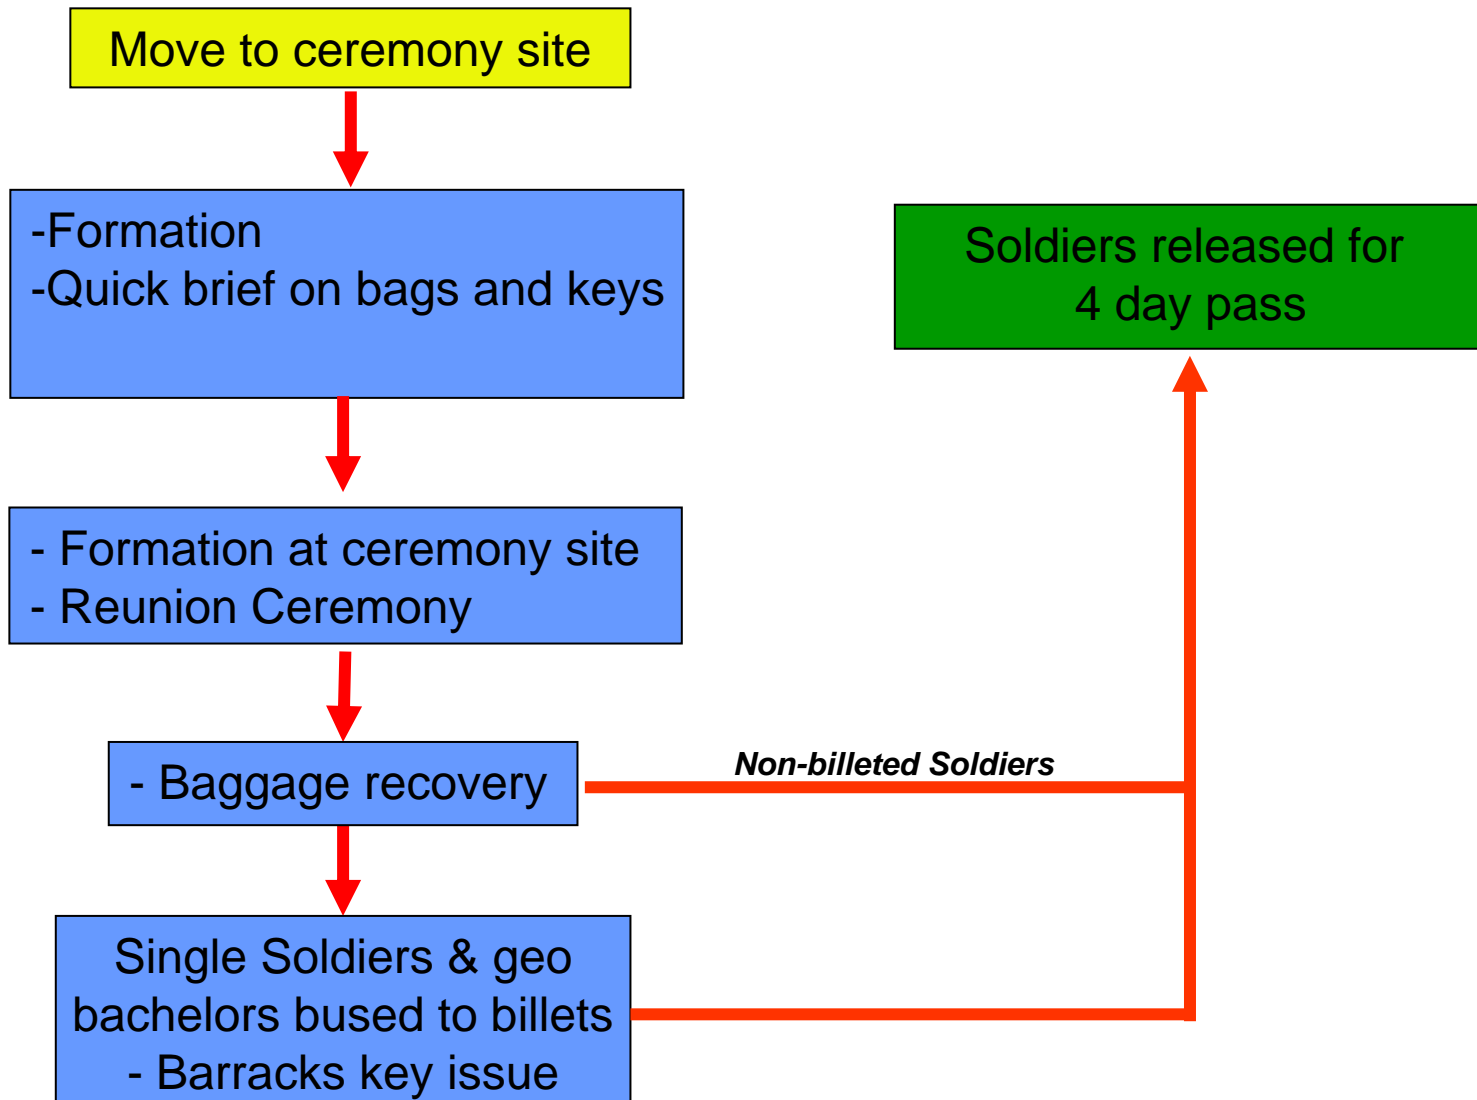 Move to ceremony site
-Formation
-Quick brief on bags and keys
Soldiers released for
4 day pass
- Formation at ceremony site
- Reunion Ceremony
- Baggage recovery
Non-billeted Soldiers
Single Soldiers & geo
bachelors bused to billets
- Barracks key issue